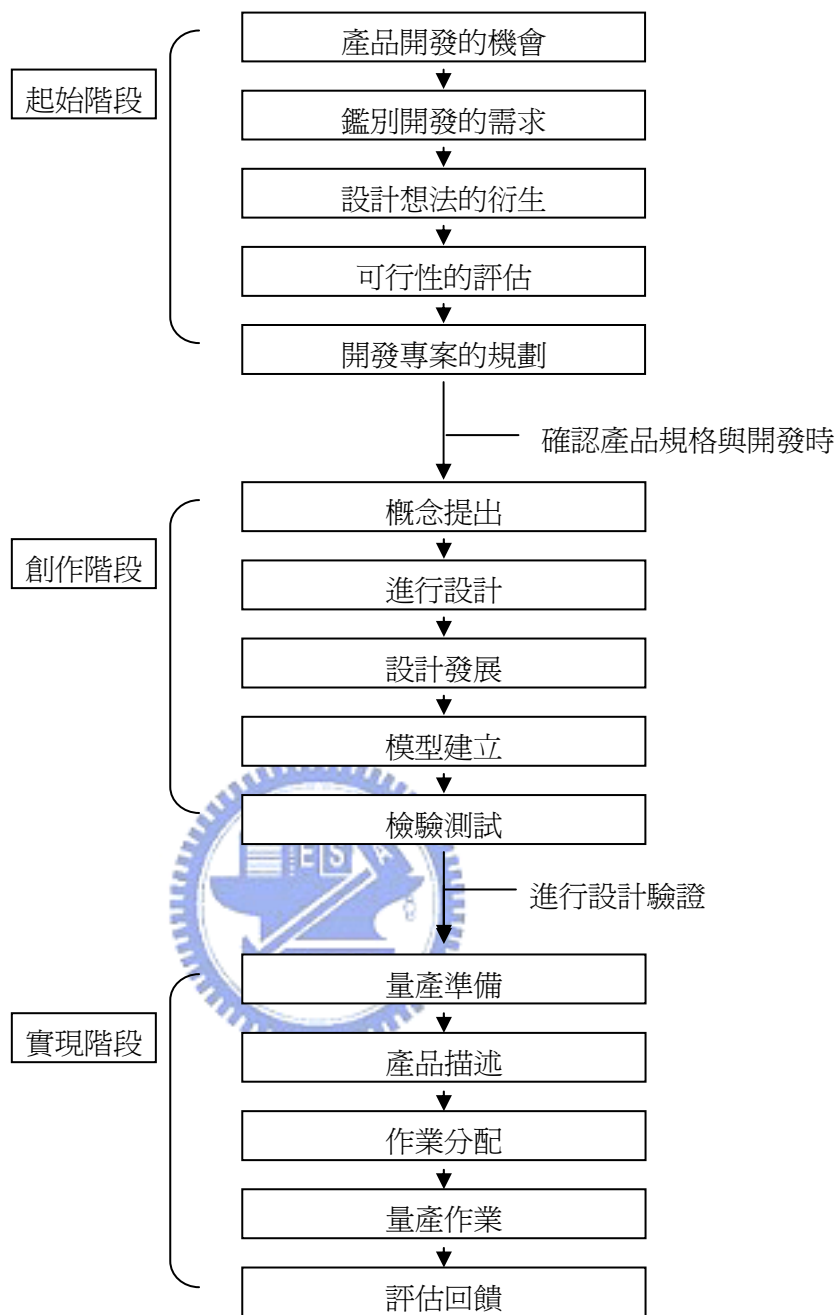 產品開發的機會
起始階段
鑑別開發的需求
設計想法的衍生
可行性的評估
開發專案的規劃
確認產品規格與開發時
概念提出
創作階段
進行設計
設計發展
模型建立
檢驗測試
E S A
進行設計驗證
量產準備
實現階段
產品描述
作業分配
量產作業
評估回饋